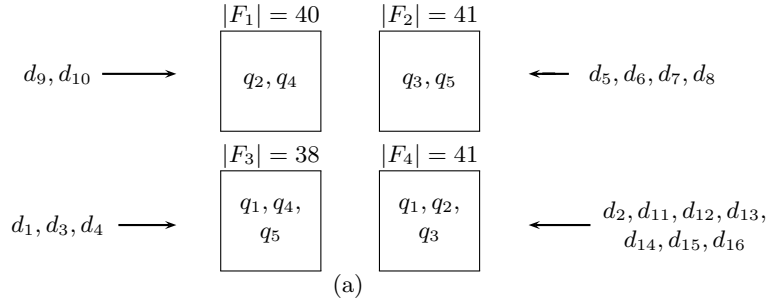 |F₁| = 40
|F₂| = 41
d₉, d₁₀
q₂, q₄
q₃, q₅
d₅, d₆, d₇, d₈
|F₃| = 38
|F₄| = 41
d₁, d₃, d₄
q₁, q₄,
q₅
q₁, q₂,
q₃
d₂, d₁₁, d₁₂, d₁₃,
d₁₄, d₁₅, d₁₆
(a)